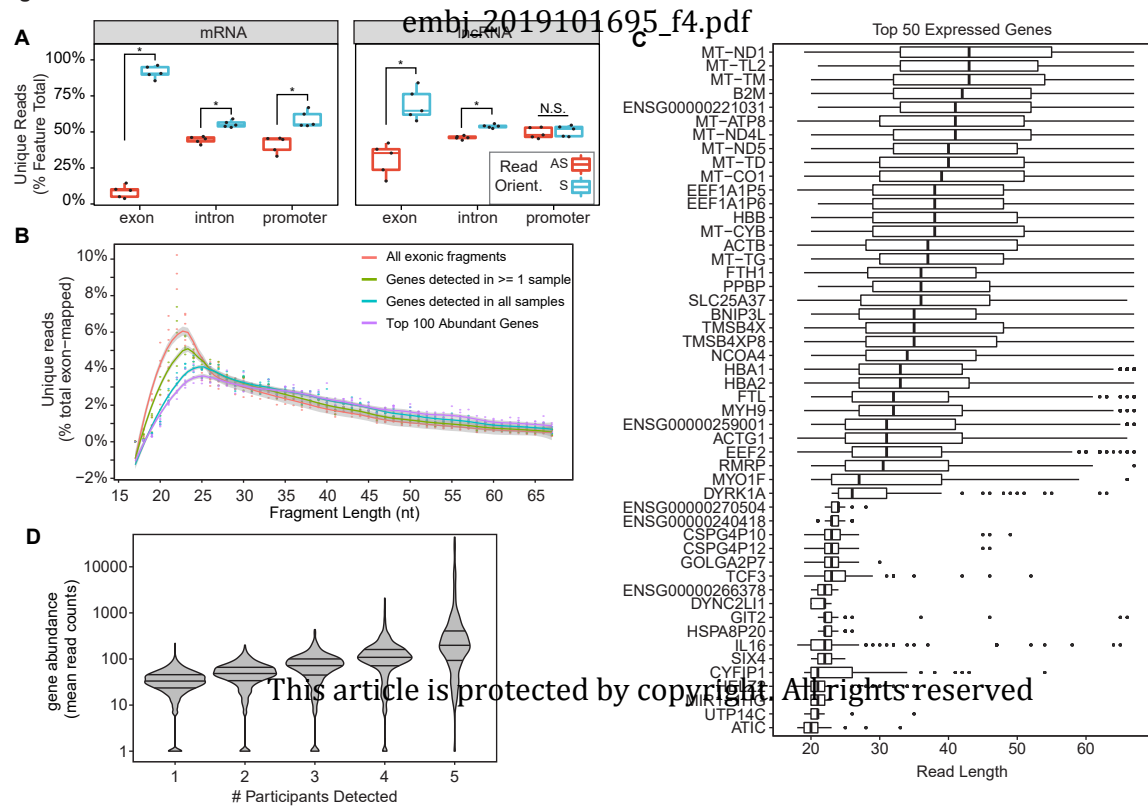 embj_2019101695_f4.pdf
A
mRNA
lncRNA
Unique Reads
(% Feature Total)
100%
75%
50%
25%
0%
*
*
*
*
*
N.S.
Read
Orient.
AS
S
exon
intron
promoter
exon
intron
promoter
B
Unique reads
(% total exon-mapped)
10%
8%
6%
4%
2%
0%
−2%
All exonic fragments
Genes detected in >= 1 sample
Genes detected in all samples
Top 100 Abundant Genes
15 20 25 30 35 40 45 50 55 60 65
Fragment Length (nt)
C
Top 50 Expressed Genes
MT−ND1
MT−TL2
MT−TM
B2M
ENSG00000221031
MT−ATP8
MT−ND4L
MT−ND5
MT−TD
MT−CO1
EEF1A1P5
EEF1A1P6
HBB
MT−CYB
ACTB
MT−TG
FTH1
PPBP
SLC25A37
BNIP3L
TMSB4X
TMSB4XP8
NCOA4
HBA1
HBA2
FTL
MYH9
ENSG00000259001
ACTG1
EEF2
RMRP
MYO1F
DYRK1A
ENSG00000270504
ENSG00000240418
CSPG4P10
CSPG4P12
GOLGA2P7
TCF3
ENSG00000266378
DYNC2LI1
GIT2
HSPA8P20
IL16
SIX4
CYFIP1
UTP14C
ATIC
20 30 40 50 60
Read Length
D
gene abundance
(mean read counts)
10000
1000
100
10
1
1 2 3 4 5
# Participants Detected
This article is protected by copyright. All rights reserved